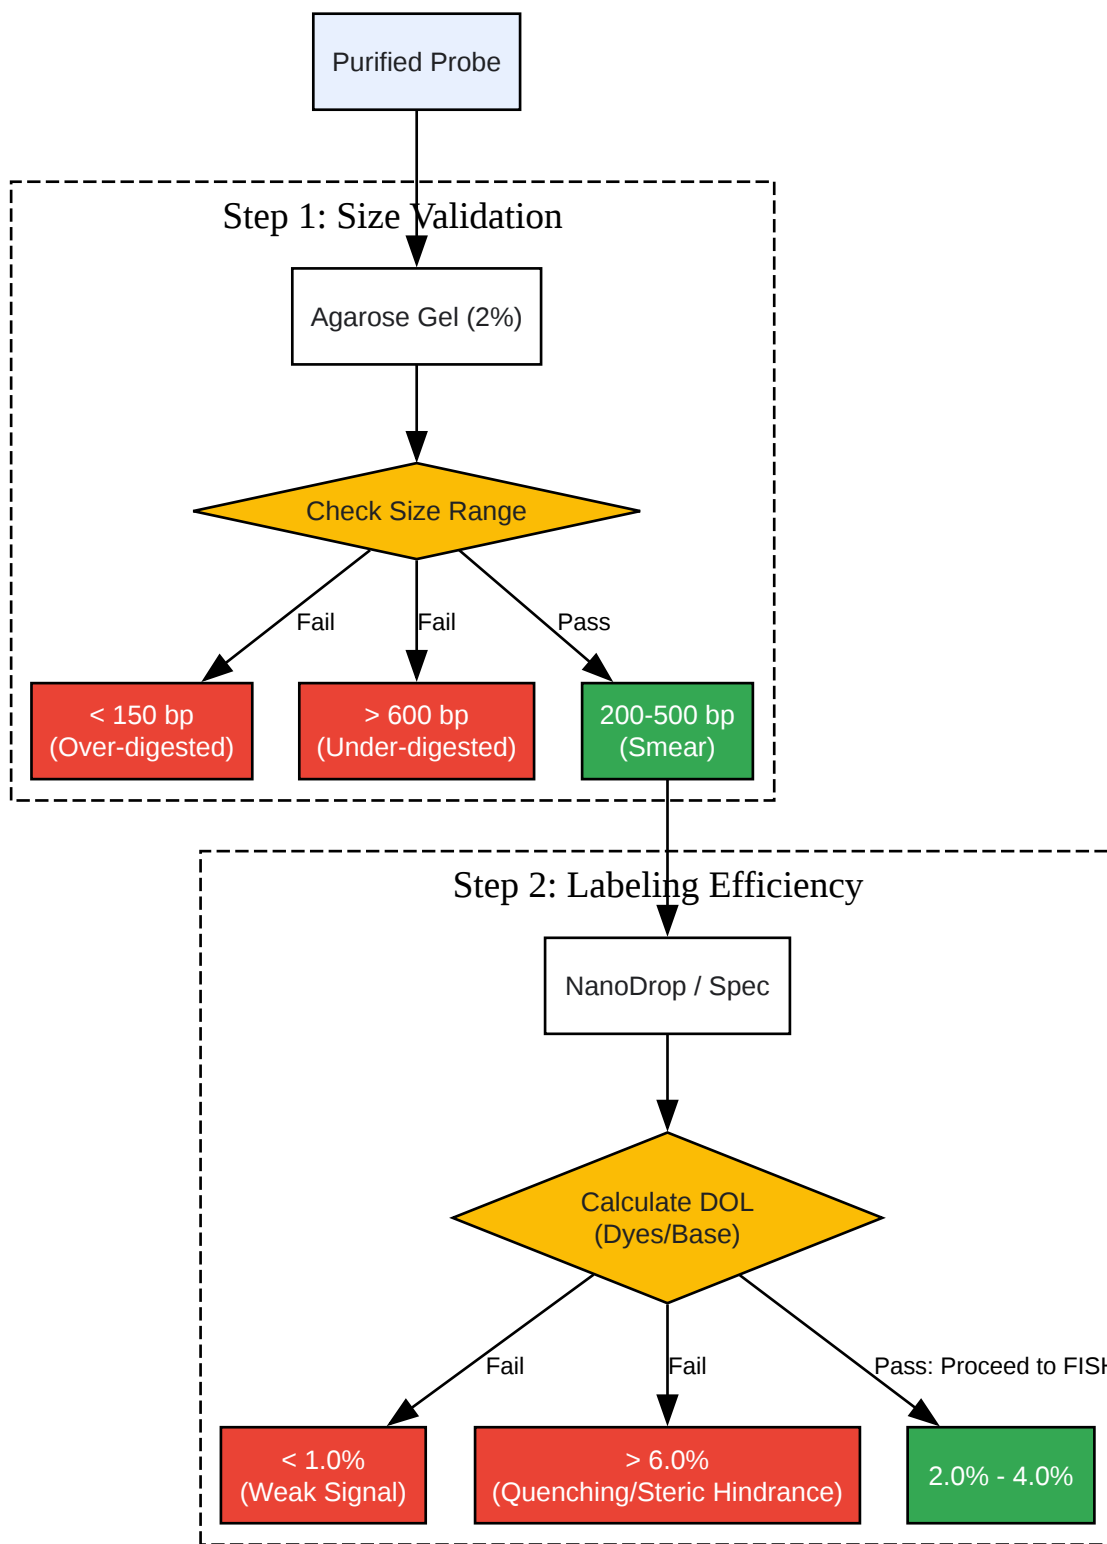 Purified Probe
Step 1: Size Validation
Agarose Gel (2%)
Check Size Range
Fail
Fail
Pass
< 150 bp
(Over-digested)
> 600 bp
(Under-digested)
200-500 bp
(Smear)
Step 2: Labeling Efficiency
NanoDrop / Spec
Calculate DOL
(Dyes/Base)
Fail
Fail
Pass: Proceed to FISH
< 1.0%
(Weak Signal)
> 6.0%
(Quenching/Steric Hindrance)
2.0% - 4.0%